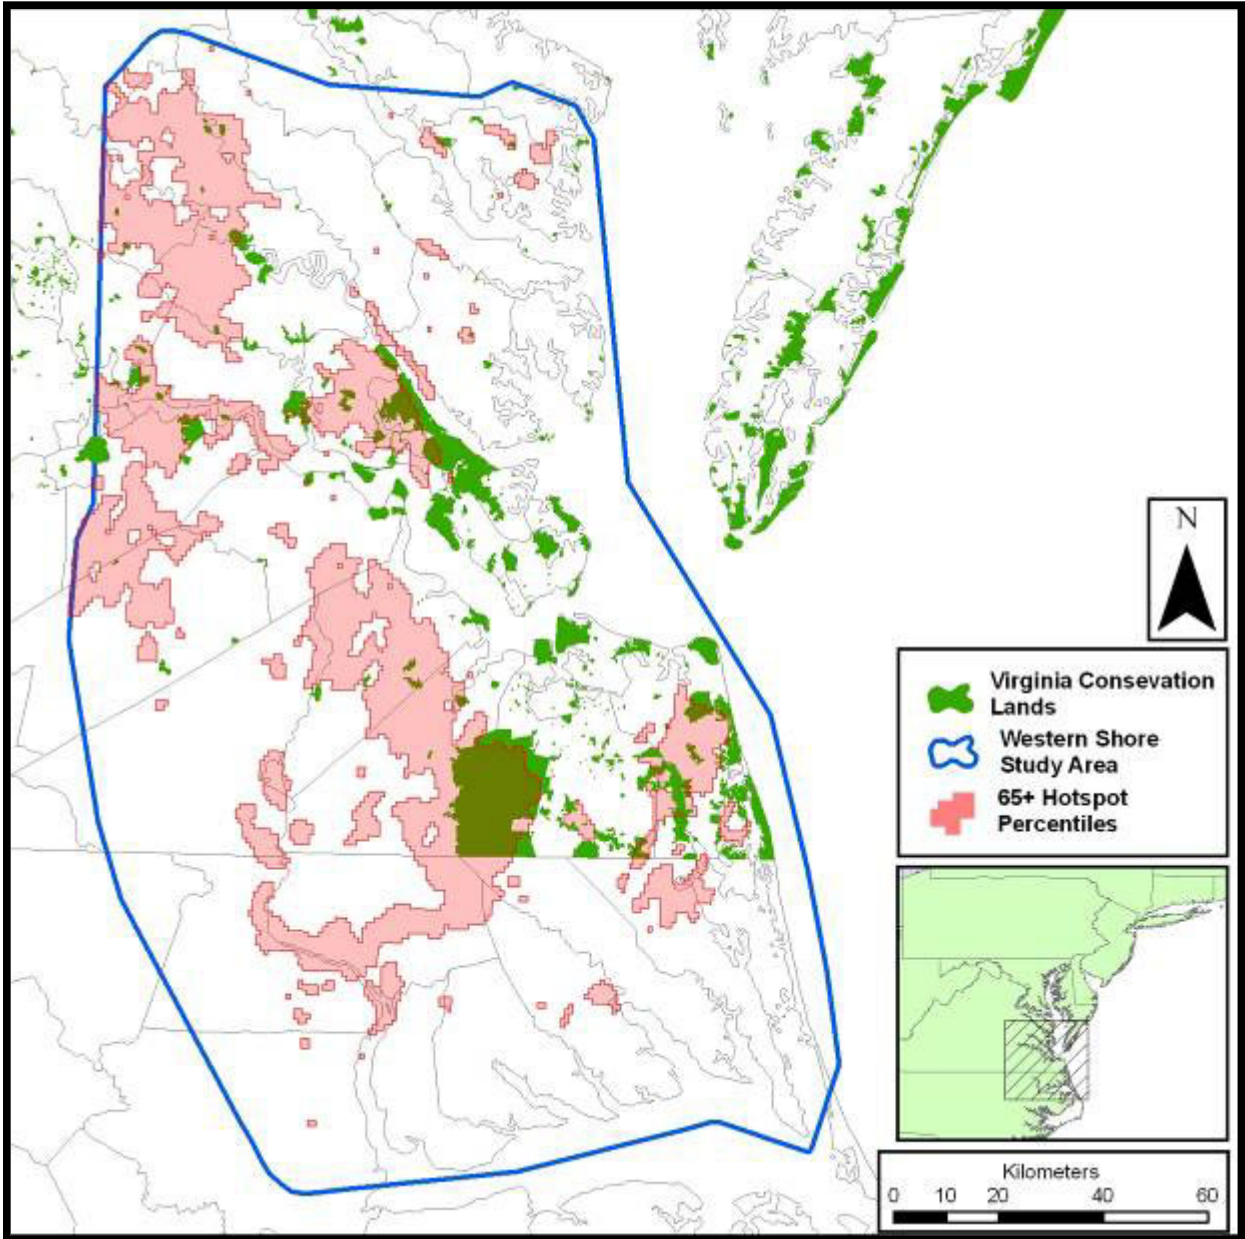 N
Virginia Consevation
Lands
Western Shore
Study Area
65+ Hotspot
Percentiles
Kilometers
0 10 20 40 60